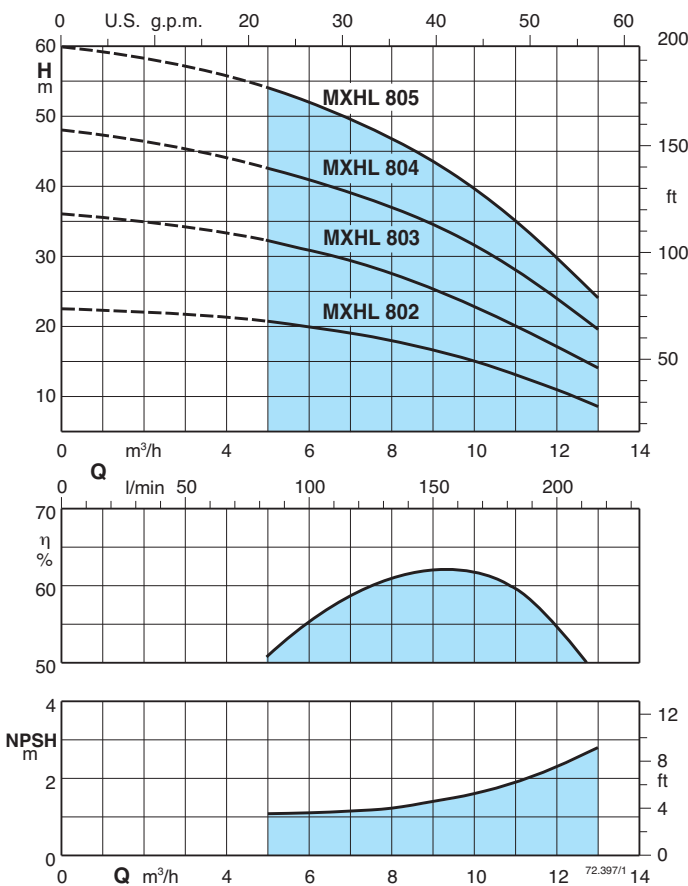 0 U.S. g.p.m. 20 30 40 50 60
60 200
H
m
MXHL 805
50
150
MXHL 804
40
ft
MXHL 803
30 100
MXHL 802
20
50
10
0 m³/h 4 6 8 10 12 14
Q
0 l/min 50 100 150 200
70
η
%
60
50
4 12
NPSH
m
8
2 ft
4
0 0
72.397/1
0 Q m³/h 4 6 8 10 12 14